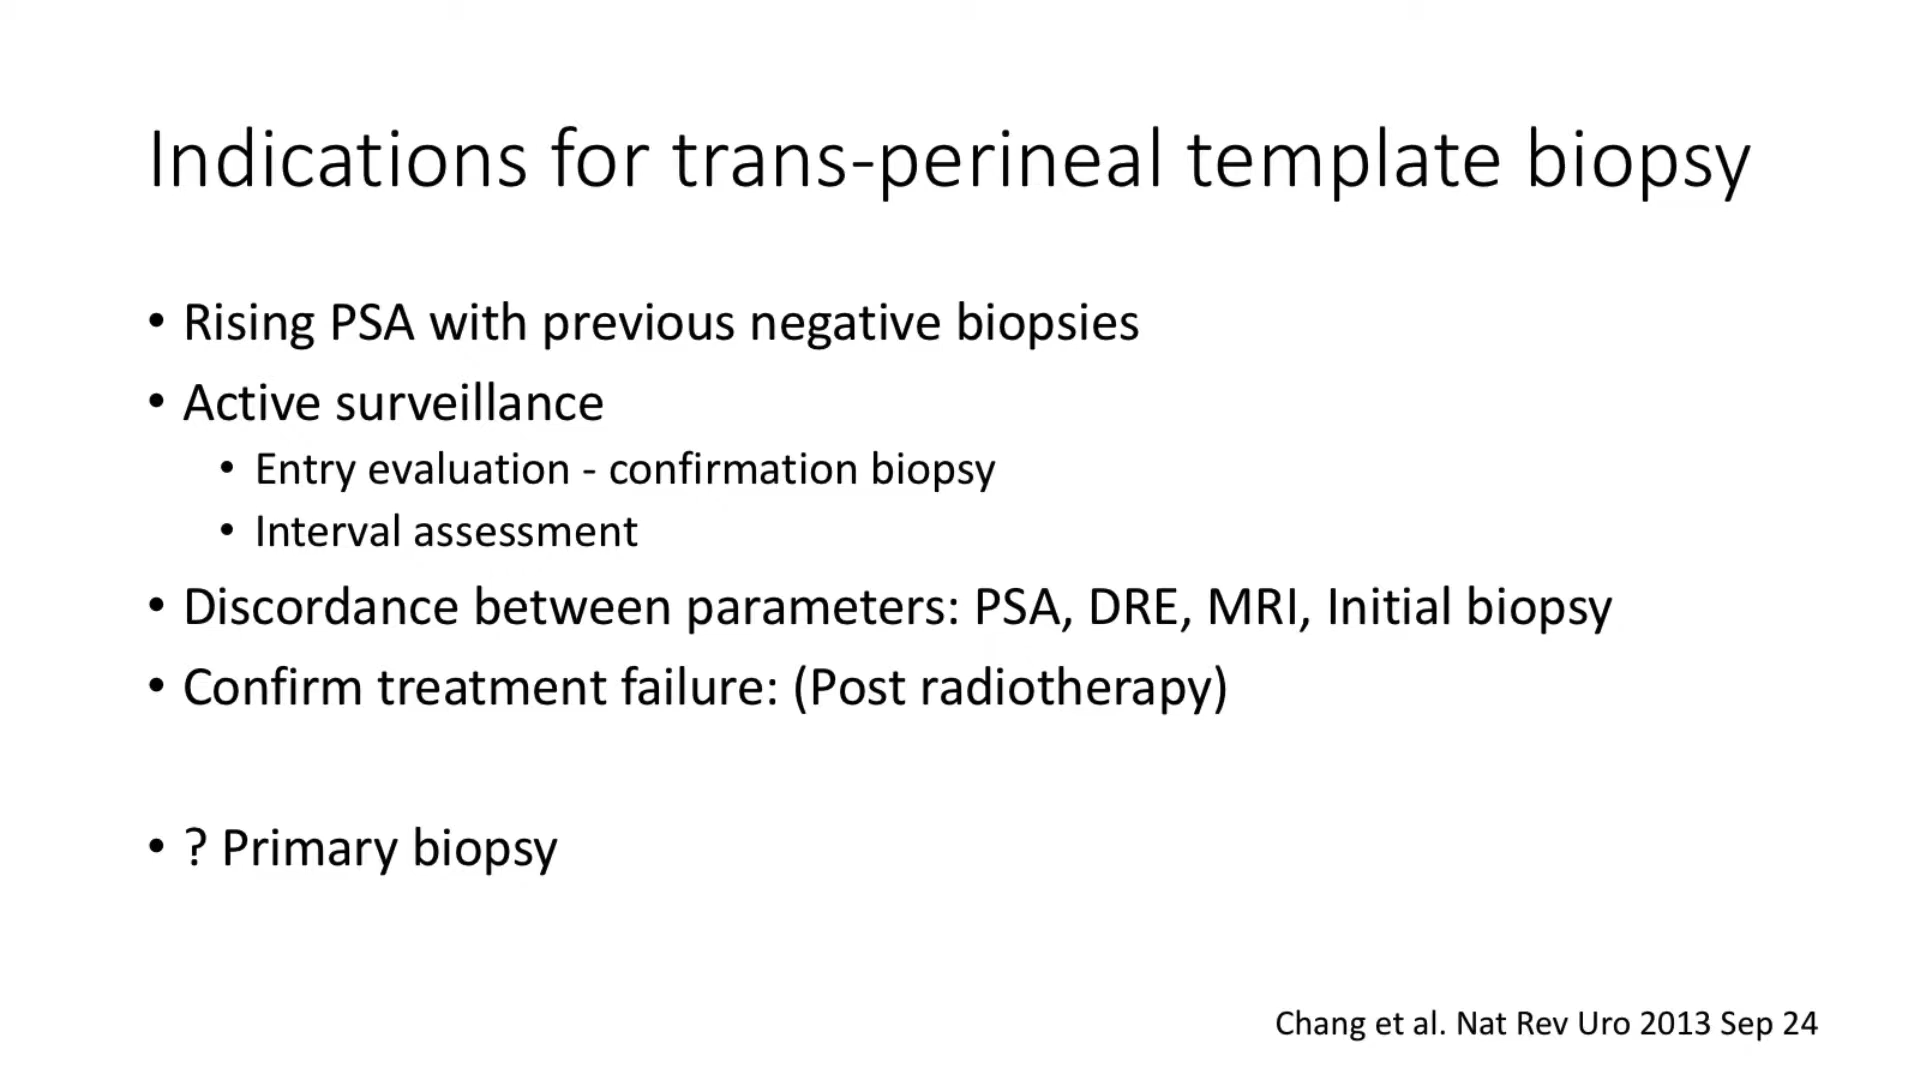 Indications for trans-perineal template biopsy
• Rising PSA with previous negative biopsies
• Active surveillance
• Entry evaluation - confirmation biopsy
• Interval assessment
• Discordance between parameters: PSA, DRE, MRI, Initial biopsy
• Confirm treatment failure: (Post radiotherapy)
• ? Primary biopsy
Chang et al. Nat Rev Uro 2013 Sep 24